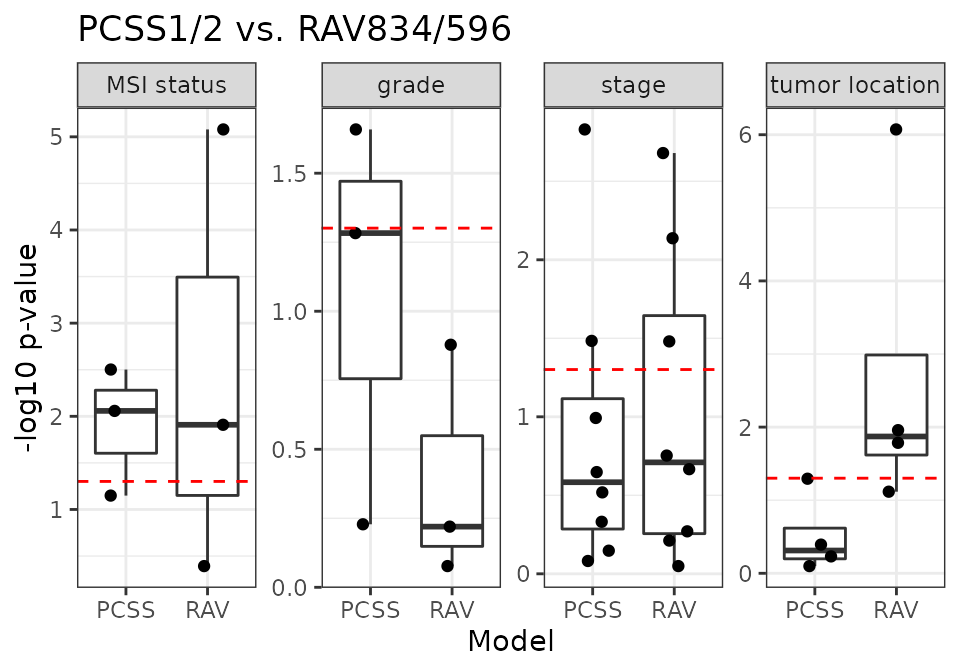 PCSS1/2 vs. RAV834/596
MSI status
grade
stage
tumor location
-log10 p-value
5
4
3
2
1
1.5
1.0
0.5
0.0
2
1
0
6
4
2
0
PCSS
RAV
PCSS
RAV
PCSS
RAV
PCSS
RAV
Model